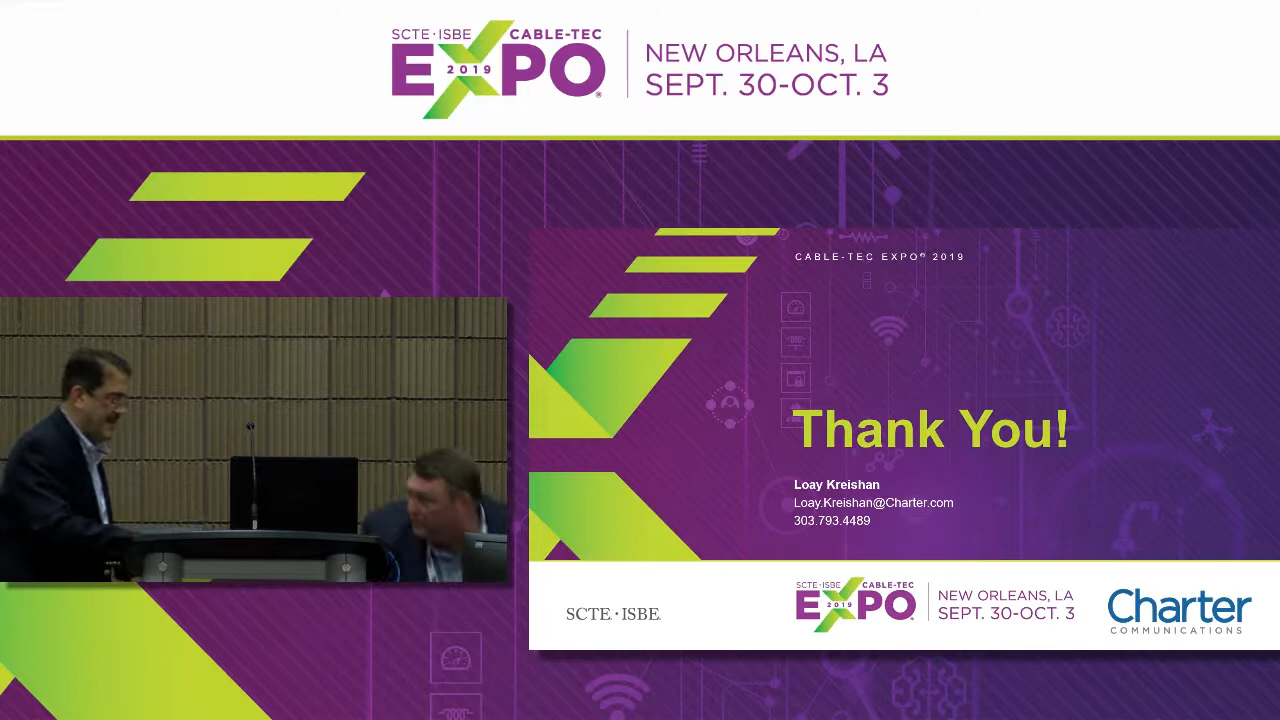 SCTE · ISBE CABLE-TEC
EXPO®
2019
NEW ORLEANS, LA
SEPT. 30-OCT. 3
CABLE-TEC EXPO® 2019
Thank You!
Loay Kreishan
Loay.Kreishan@Charter.com
303.793.4489
SCTE · ISBE
SCTE · ISBE CABLE-TEC
EXPO
2019
NEW ORLEANS, LA
SEPT. 30-OCT. 3
Charter
COMMUNICATIONS